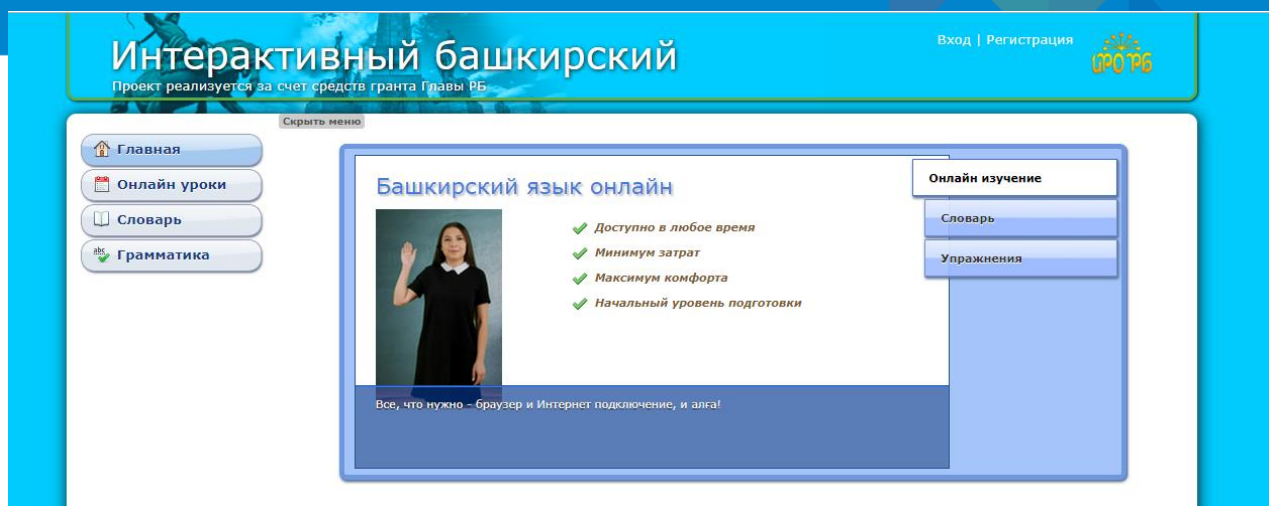 Интерактивный башкирский
Проект реализуется за счет средств гранта Главы РБ
Вход | Регистрация
ИРО РБ
Скрыть меню
Главная
Онлайн уроки
Словарь
Грамматика
Башкирский язык онлайн
Доступно в любое время
Минимум затрат
Максимум комфорта
Начальный уровень подготовки
Все, что нужно - браузер и Интернет подключение, и алға!
Онлайн изучение
Словарь
Упражнения